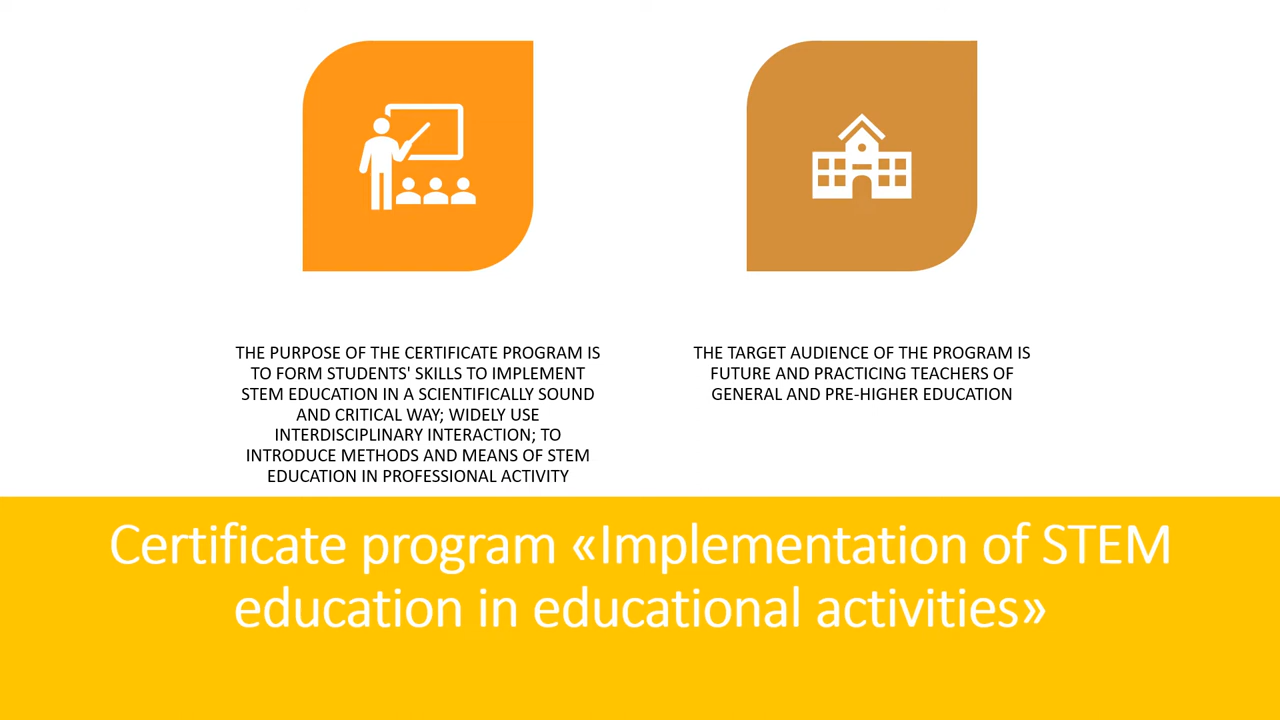 THE PURPOSE OF THE CERTIFICATE PROGRAM IS
TO FORM STUDENTS' SKILLS TO IMPLEMENT
STEM EDUCATION IN A SCIENTIFICALLY SOUND
AND CRITICAL WAY; WIDELY USE
INTERDISCIPLINARY INTERACTION; TO
INTRODUCE METHODS AND MEANS OF STEM
EDUCATION IN PROFESSIONAL ACTIVITY
THE TARGET AUDIENCE OF THE PROGRAM IS
FUTURE AND PRACTICING TEACHERS OF
GENERAL AND PRE-HIGHER EDUCATION
Certificate program «Implementation of STEM
education in educational activities»